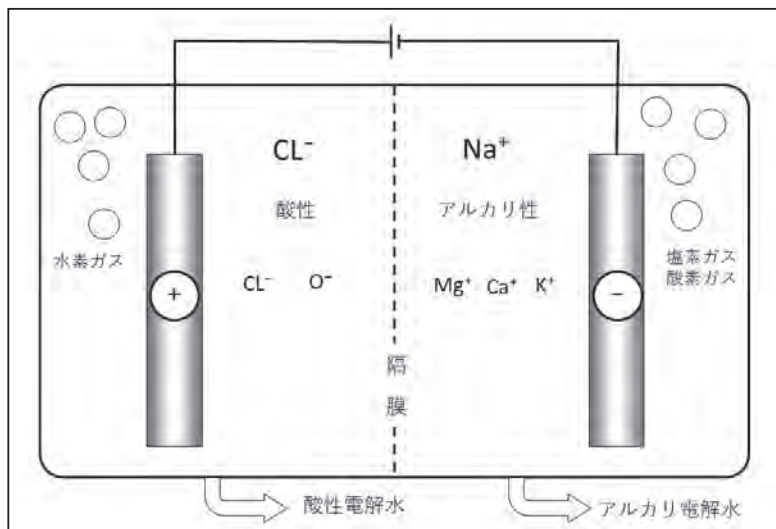 CL⁻
Na⁺
酸性
アルカリ性
水素ガス
塩素ガス
酸素ガス
CL⁻ O⁻
Mg⁺ Ca⁺ K⁺
+
−
隔膜
酸性電解水
アルカリ電解水